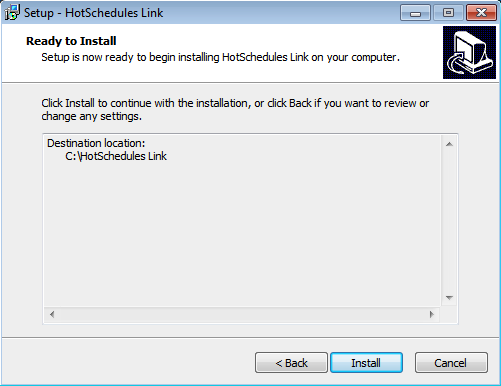 Setup - HotSchedules Link
Ready to Install
Setup is now ready to begin installing HotSchedules Link on your computer.
Click Install to continue with the installation, or click Back if you want to review or
change any settings.
Destination location:
C:\HotSchedules Link
< Back
Install
Cancel